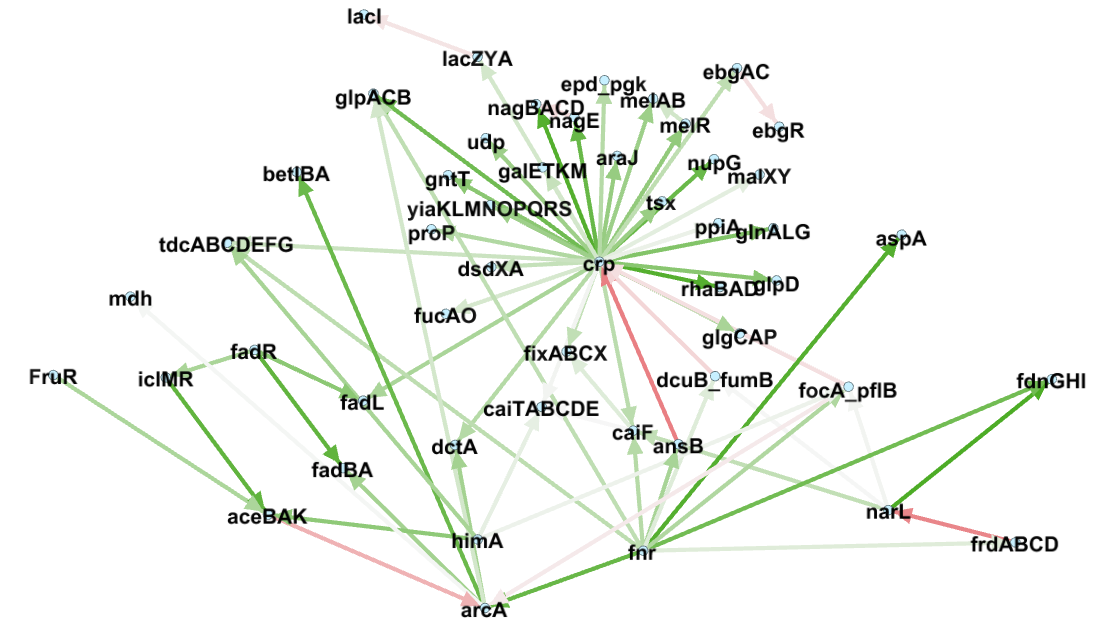 lacI
lacZYA
ebgAC
epd_pgk
glpACB
melAB
nagBACD
nagE
melR
ebgR
udp
araJ
nupG
galETKM
betIBA
gntT
malXY
tsx
yiaKLMNOPQRS
ppiA
glnALG
proP
aspA
tdcABCDEFG
crp
dsdXA
rhaBAD
glpD
mdh
fucAO
glgCAP
fadR
fixABCX
FruR
iclMR
dcuB_fumB
fdnGHI
focA_pflB
fadL
caiTABCDE
caiF
dctA
ansB
fadBA
narL
aceBAK
himA
frdABCD
fnr
arcA